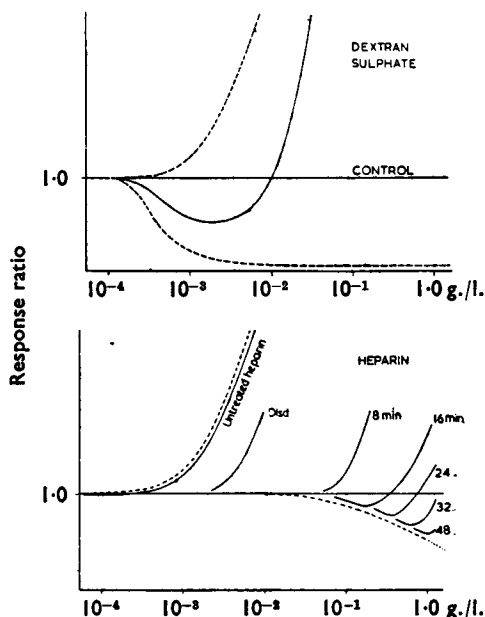 DEXTRAN
SULPHATE
1·0
CONTROL
10⁻⁴ 10⁻³ 10⁻² 10⁻¹ 1·0 g./l.
Response ratio
HEPARIN
Untreated heparin
Disd
8 min
16min
24
1·0
32
48
10⁻⁴ 10⁻³ 10⁻² 10⁻¹ 1·0 g./l.